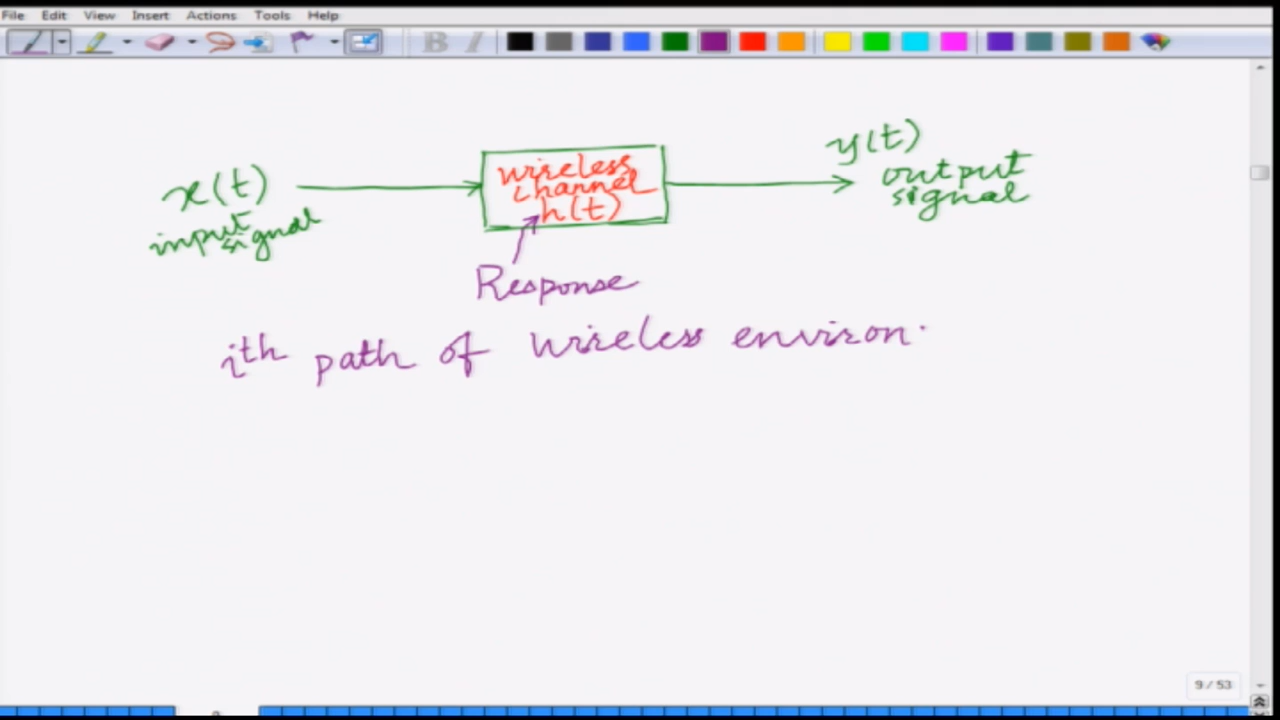 File Edit View Insert Actions Tools Help
B I
x(t)
input
signal
wireless
channel
h(t)
y(t)
output
signal
Response
ith path of wireless environ.
9 / 53